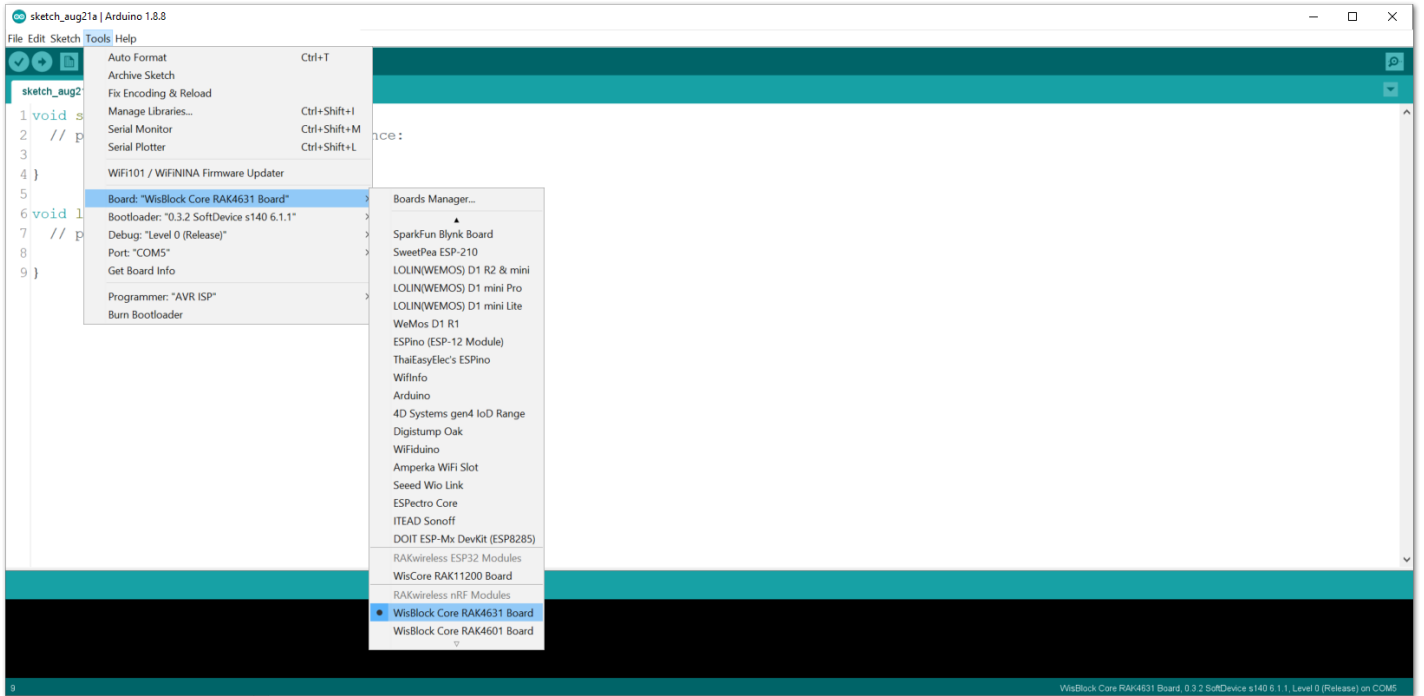 sketch_aug21a | Arduino 1.8.8
File Edit Sketch Tools Help
Auto Format Ctrl+T
Archive Sketch
Fix Encoding & Reload
Manage Libraries... Ctrl+Shift+I
Serial Monitor Ctrl+Shift+M
Serial Plotter Ctrl+Shift+L
WiFi101 / WiFiNINA Firmware Updater
Board: "WisBlock Core RAK4631 Board"
Bootloader: "0.3.2 SoftDevice s140 6.1.1"
Debug: "Level 0 (Release)"
Port: "COM5"
Get Board Info
Programmer: "AVR ISP"
Burn Bootloader
Boards Manager...
SparkFun Blynk Board
SweetPea ESP-210
LOLIN(WEMOS) D1 R2 & mini
LOLIN(WEMOS) D1 mini Pro
LOLIN(WEMOS) D1 mini Lite
WeMos D1 R1
ESPino (ESP-12 Module)
ThaiEasyElec's ESPino
WifInfo
Arduino
4D Systems gen4 IoD Range
Digistump Oak
WiFiduino
Amperka WiFi Slot
Seeed Wio Link
ESPectro Core
ITEAD Sonoff
DOIT ESP-Mx DevKit (ESP8285)
RAKwireless ESP32 Modules
WisCore RAK11200 Board
RAKwireless nRF Modules
WisBlock Core RAK4631 Board
WisBlock Core RAK4601 Board
sketch_aug2
1 void s
2 // p nce:
3
4 }
5
6 void l
7 // p
8
9 }
9 WisBlock Core RAK4631 Board, 0.3.2 SoftDevice s140 6.1.1, Level 0 (Release) on COM5